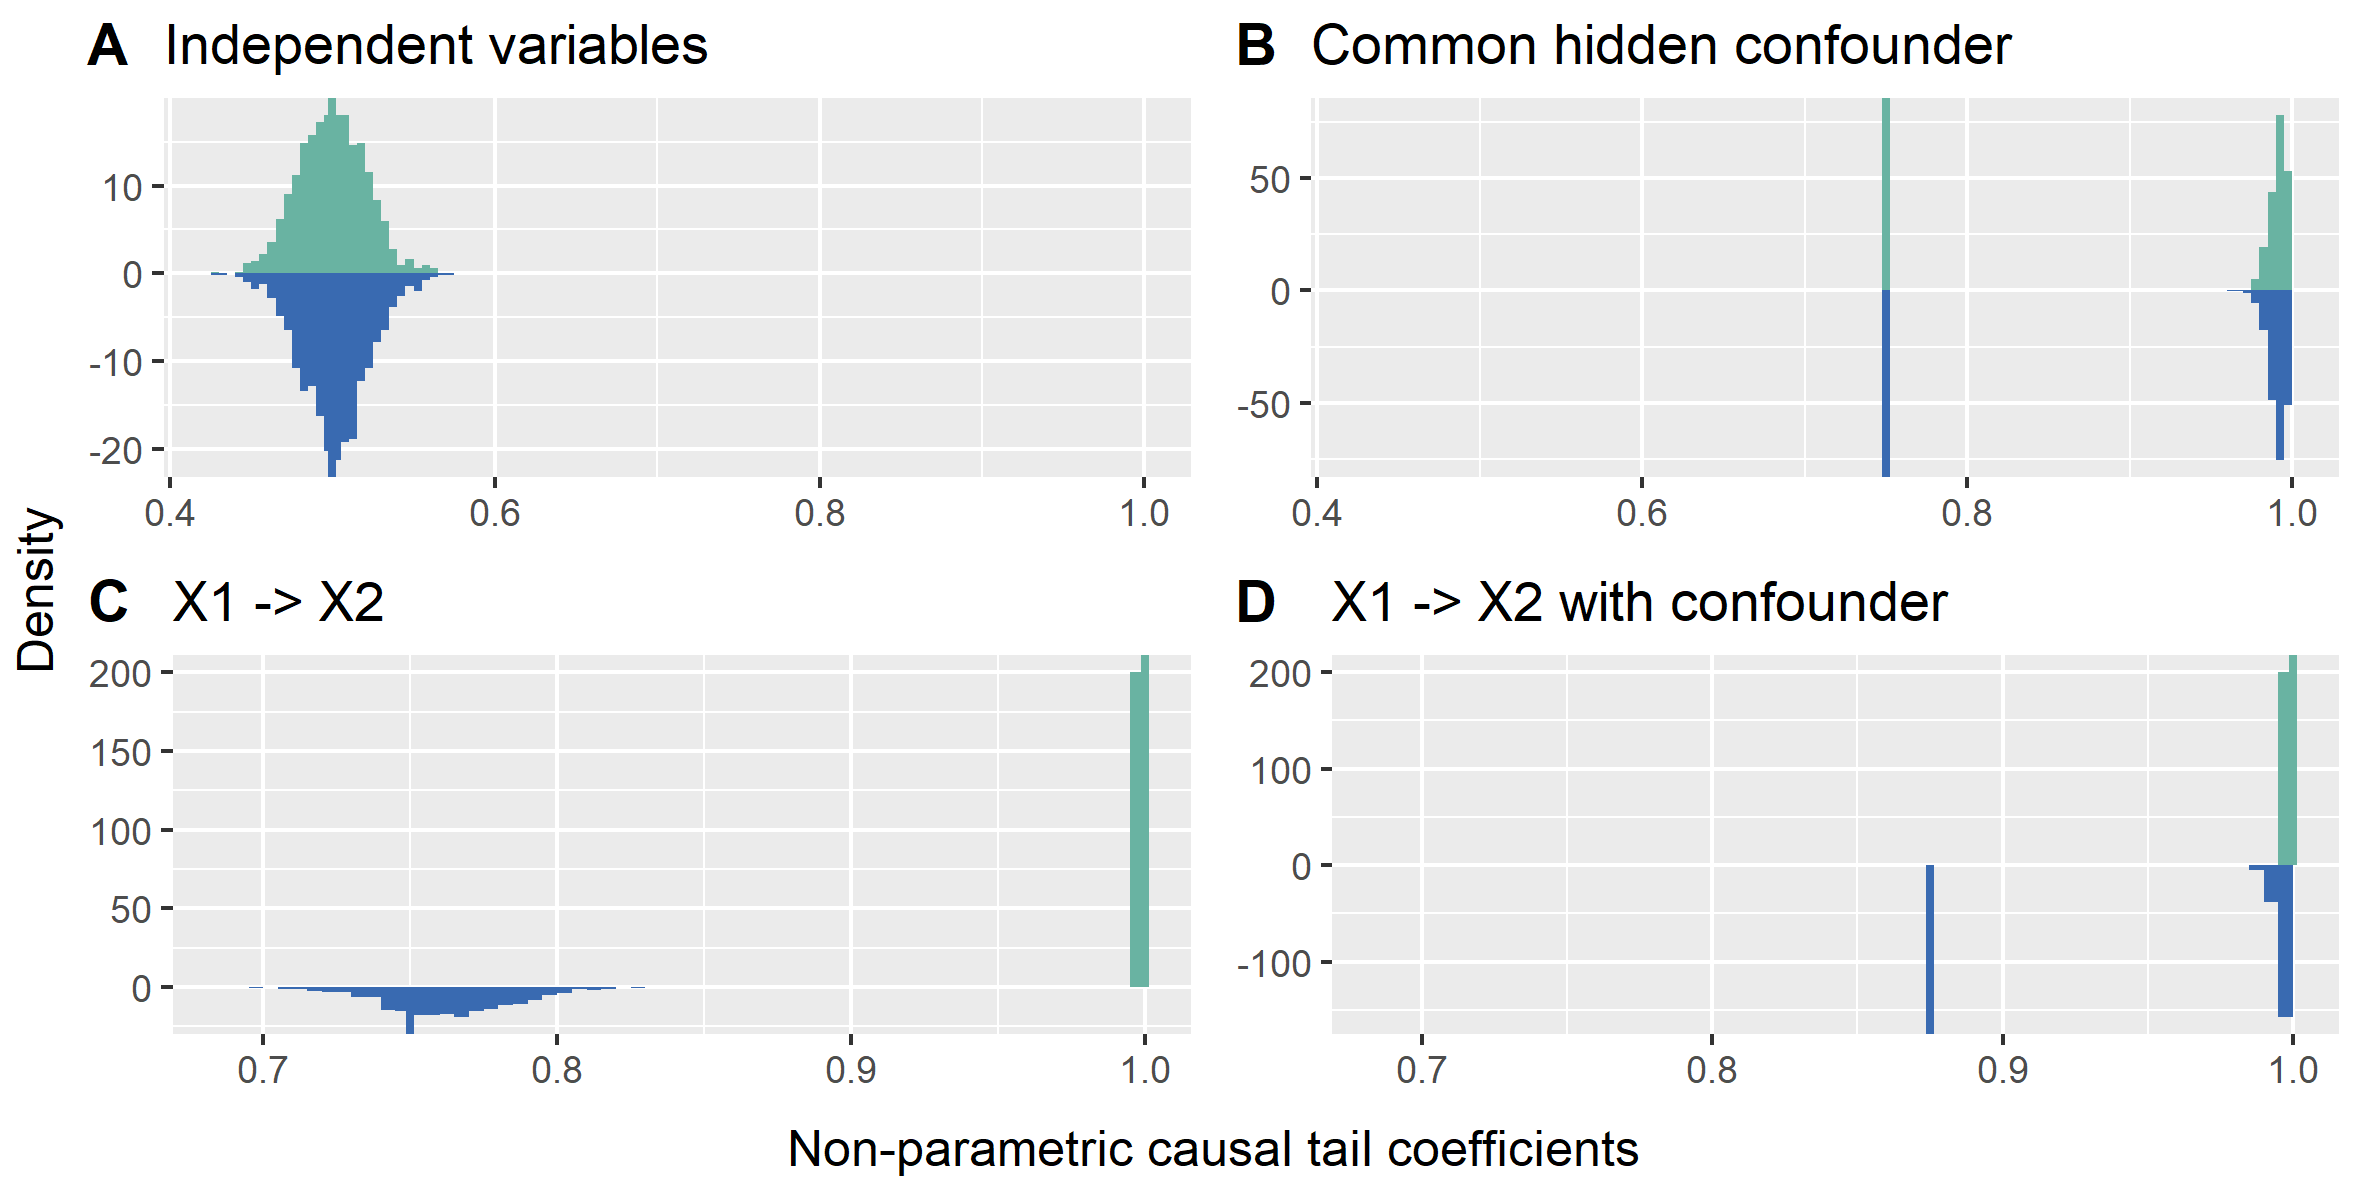 A Independent variables
10
0
-10
-20
0.4 0.6 0.8 1.0
B Common hidden confounder
50
0
-50
0.4 0.6 0.8 1.0
Density
C X1 -> X2
200
150
100
50
0
0.7 0.8 0.9 1.0
D X1 -> X2 with confounder
200
100
0
-100
0.7 0.8 0.9 1.0
Non-parametric causal tail coefficients